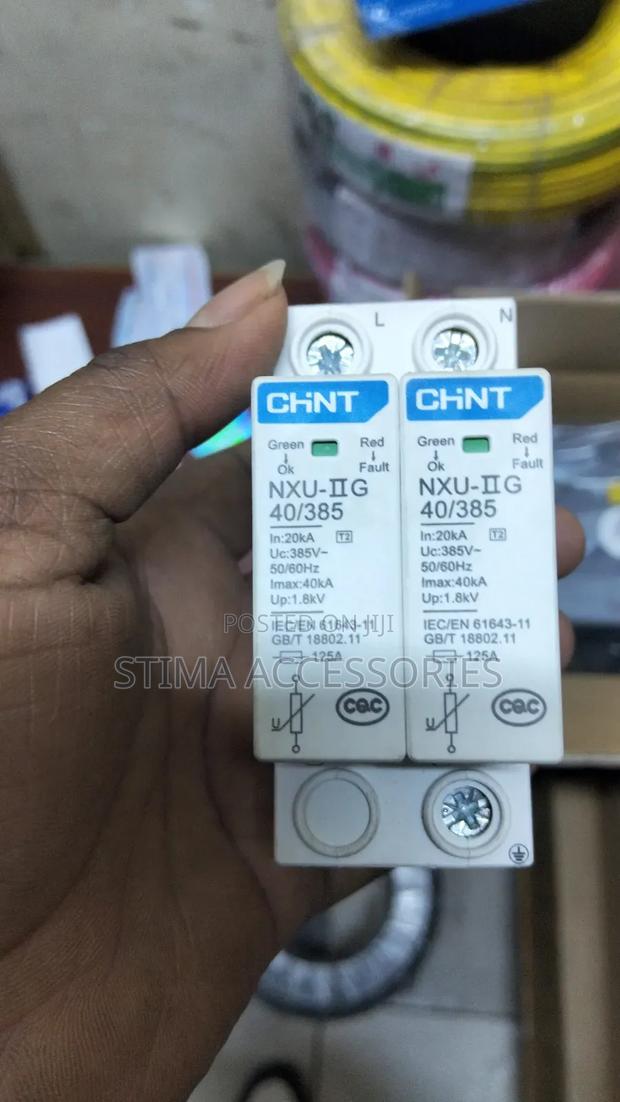 L
N
CHiNT
Green
↓
Ok
Red
↓
Fault
NXU-ⅡG
40/385
In:20kA T2
Uc:385V~
50/60Hz
Imax:40kA
Up:1.8kV
IEC/EN 61643-11
GB/T 18802.11
125A
U
CQC
CHiNT
Green
↓
Ok
Red
↓
Fault
NXU-ⅡG
40/385
In:20kA T2
Uc:385V~
50/60Hz
Imax:40kA
Up:1.8kV
IEC/EN 61643-11
GB/T 18802.11
125A
U
CQC
POSTED ON JIJI
STIMA ACCESSORIES